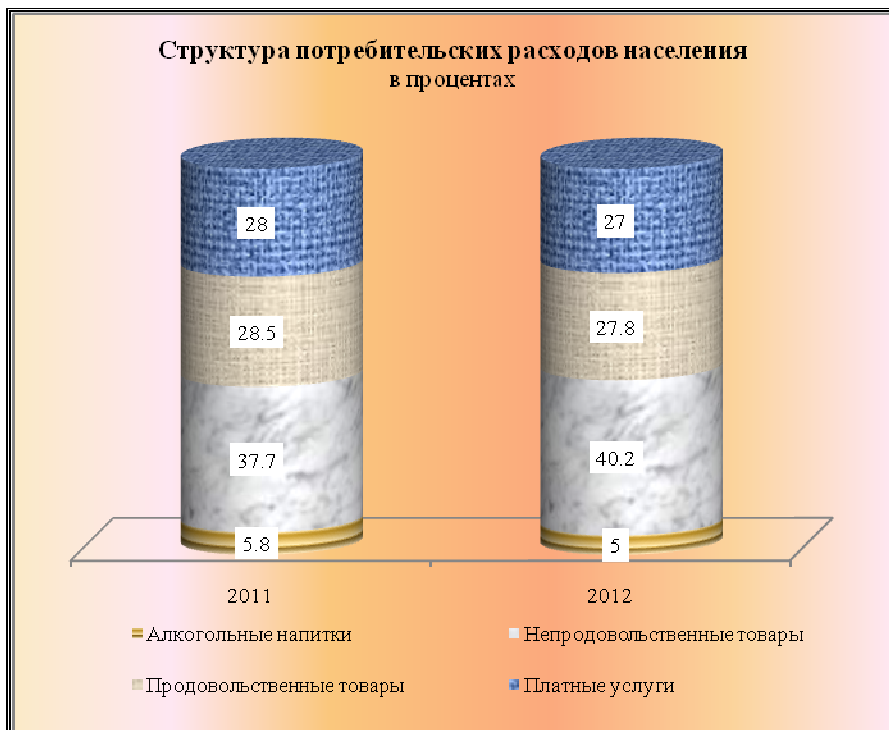 Структура потребительских расходов населения
в процентах
28
27
28.5
27.8
37.7
40.2
5.8
5
2011
2012
Алкогольные напитки
Непродовольственные товары
Продовольственные товары
Платные услуги